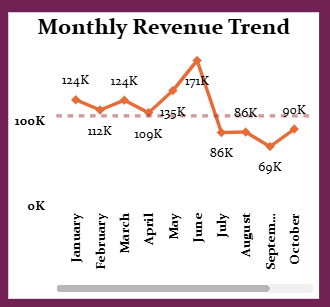 Monthly Revenue Trend
124K
112K
124K
109K
135K
171K
86K
86K
69K
90K
100K
0K
January
February
March
April
May
June
July
August
Septem...
October